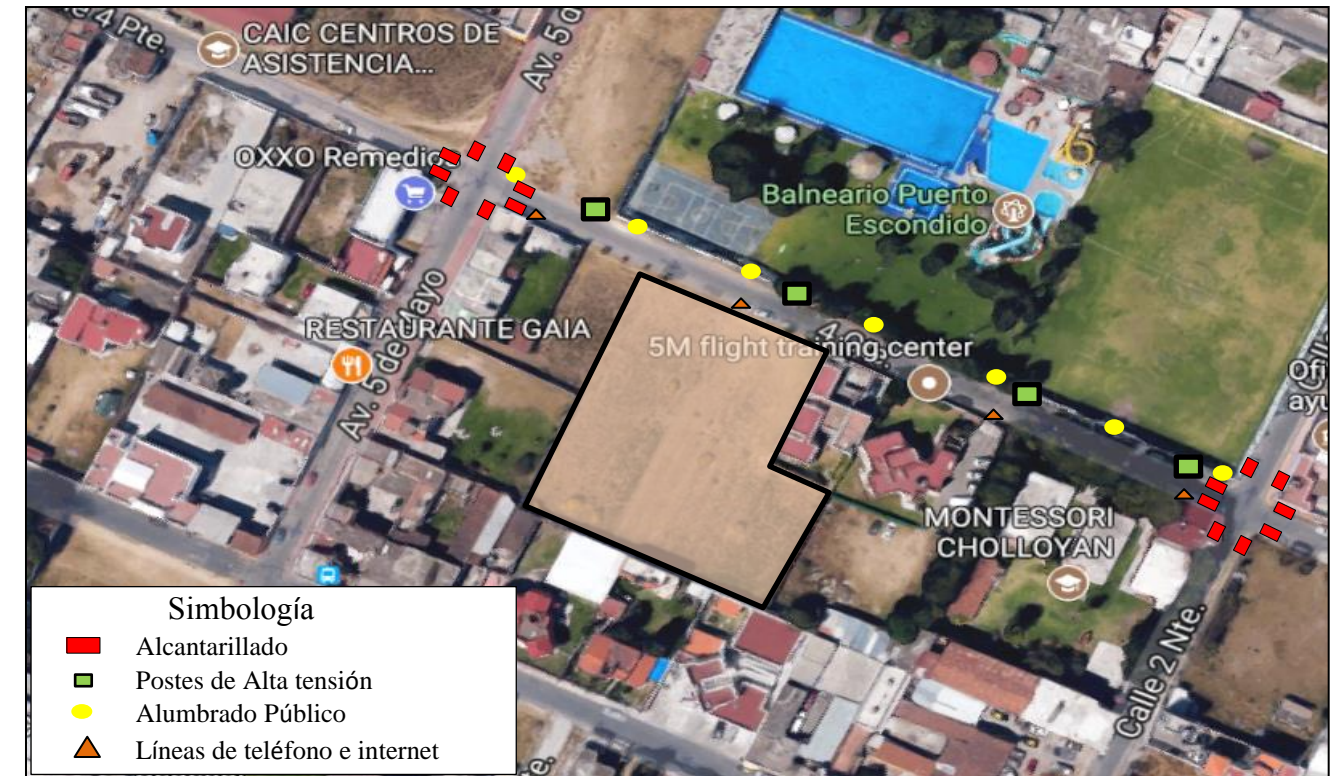 e 4 Pte.
CAIC CENTROS DE
ASISTENCIA...
Av. 5 d
OXXO Remedios
Balneario Puerto
Escondido
RESTAURANTE GAIA
Av. 5 de Mayo
5M flight training center
4 O
Ofi
ayu
MONTESSORI
CHOLLOYAN
Calle 2 Nte.
e.
Simbología
Alcantarillado
Postes de Alta tensión
Alumbrado Público
Líneas de teléfono e internet